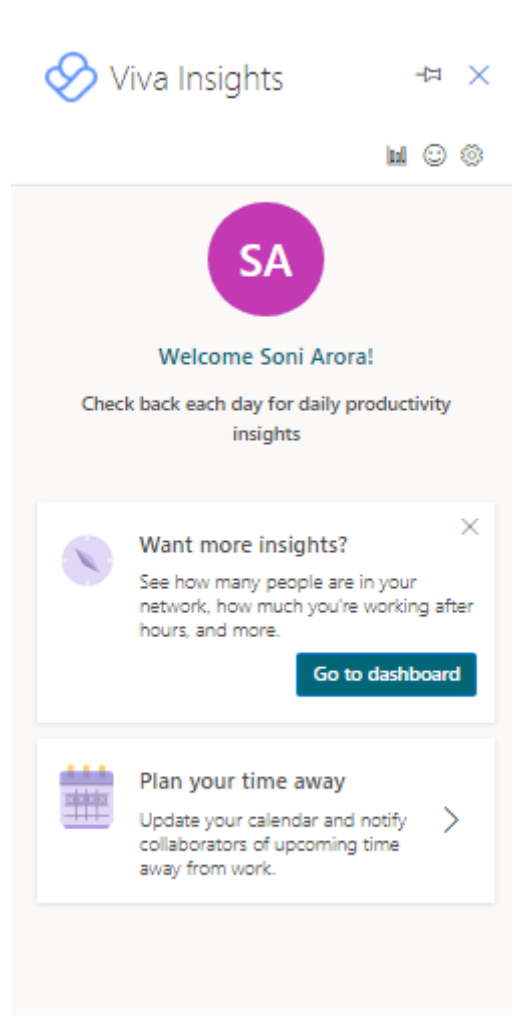 Viva Insights
SA
Welcome Soni Arora!
Check back each day for daily productivity
insights
Want more insights?
See how many people are in your
network, how much you're working after
hours, and more.
Go to dashboard
Plan your time away
Update your calendar and notify
collaborators of upcoming time
away from work.